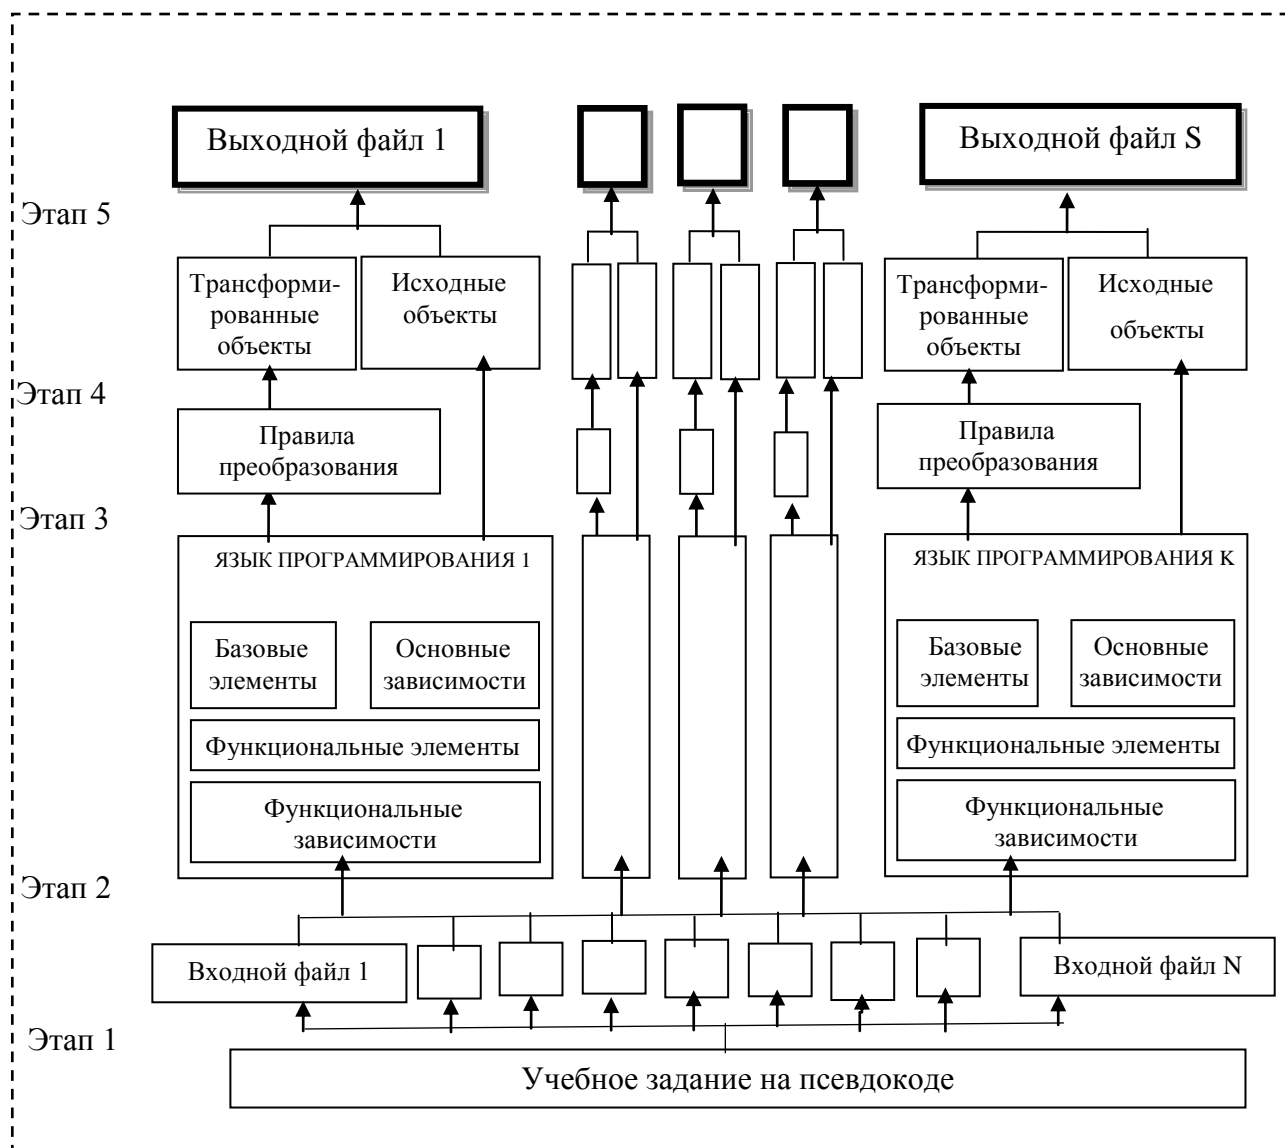 Выходной файл 1
Выходной файл S
Этап 5
Трансформи-
рованные
объекты
Исходные
объекты
Трансформи-
рованные
объекты
Исходные
объекты
Этап 4
Правила
преобразования
Правила
преобразования
Этап 3
ЯЗЫК ПРОГРАММИРОВАНИЯ 1
ЯЗЫК ПРОГРАММИРОВАНИЯ K
Базовые
элементы
Основные
зависимости
Базовые
элементы
Основные
зависимости
Функциональные элементы
Функциональные элементы
Функциональные
зависимости
Функциональные
зависимости
Этап 2
Входной файл 1
Входной файл N
Этап 1
Учебное задание на псевдокоде